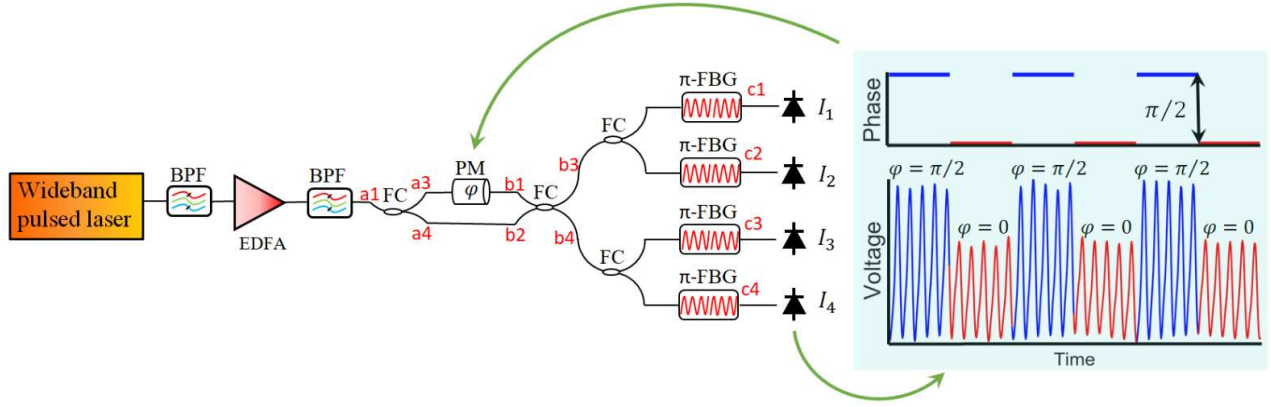 Wideband
pulsed laser
BPF
EDFA
BPF
a1
FC
a3
a4
PM
φ
b1
b2
FC
b3
b4
FC
FC
π-FBG
c1
I₁
π-FBG
c2
I₂
π-FBG
c3
I₃
π-FBG
c4
I₄
Phase
π/2
Voltage
φ = π/2
φ = 0
φ = π/2
φ = 0
φ = π/2
φ = 0
Time